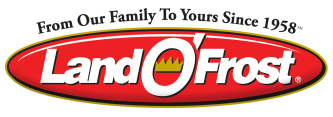 From Our Family To Yours Since 1958™
Land O'Frost®